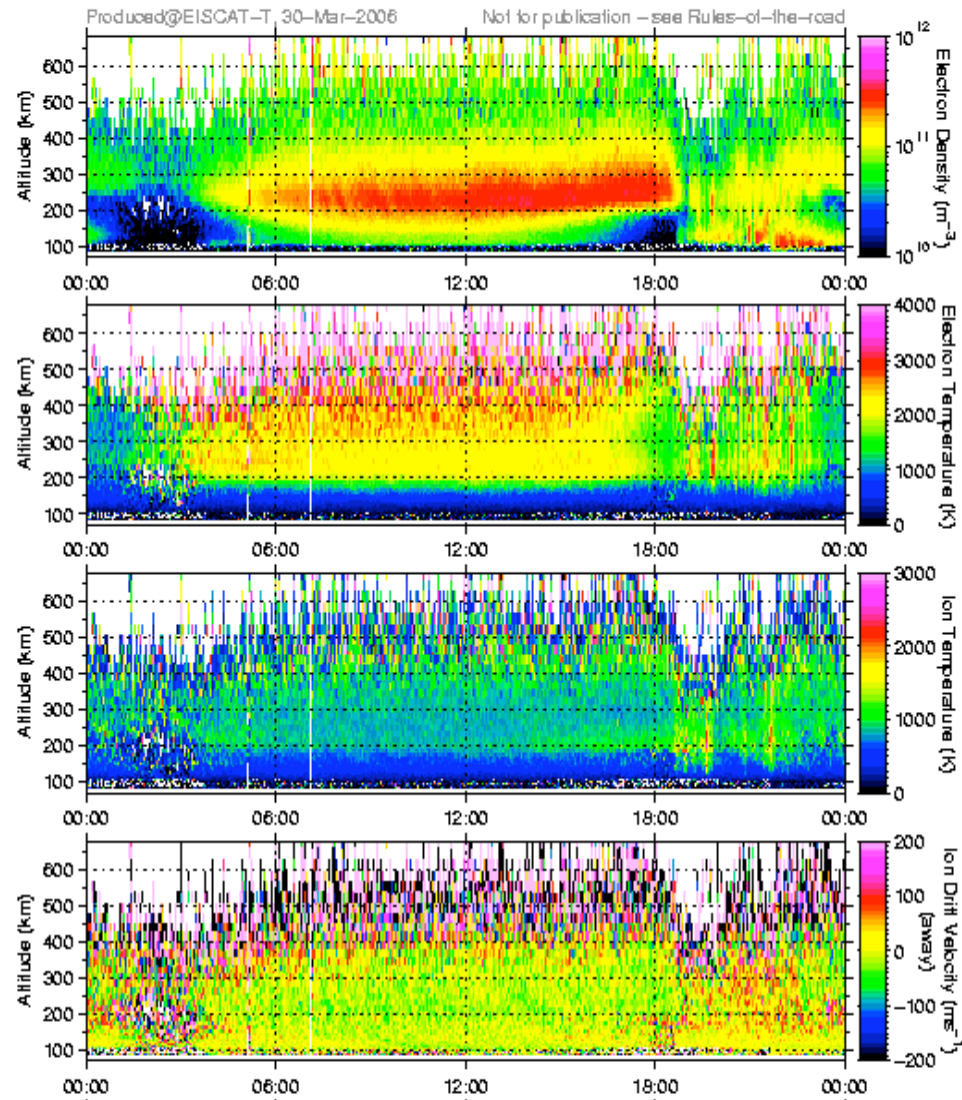 Produced@EISCAT-T, 30-Mar-2006 Not for publication - see Rules-of-the-road
Altitude (km)
600
500
400
300
200
100
00:00 06:00 12:00 18:00 00:00
10^12
10^11
10^10
Electron Density (m^-3)
Altitude (km)
600
500
400
300
200
100
00:00 06:00 12:00 18:00 00:00
4000
3000
2000
1000
0
Electron Temperature (K)
Altitude (km)
600
500
400
300
200
100
00:00 06:00 12:00 18:00 00:00
3000
2000
1000
0
Ion Temperature (K)
Altitude (km)
600
500
400
300
200
100
00:00 06:00 12:00 18:00 00:00
200
100
0
-100
-200
Ion Drift Velocity (ms^-1)
(away)